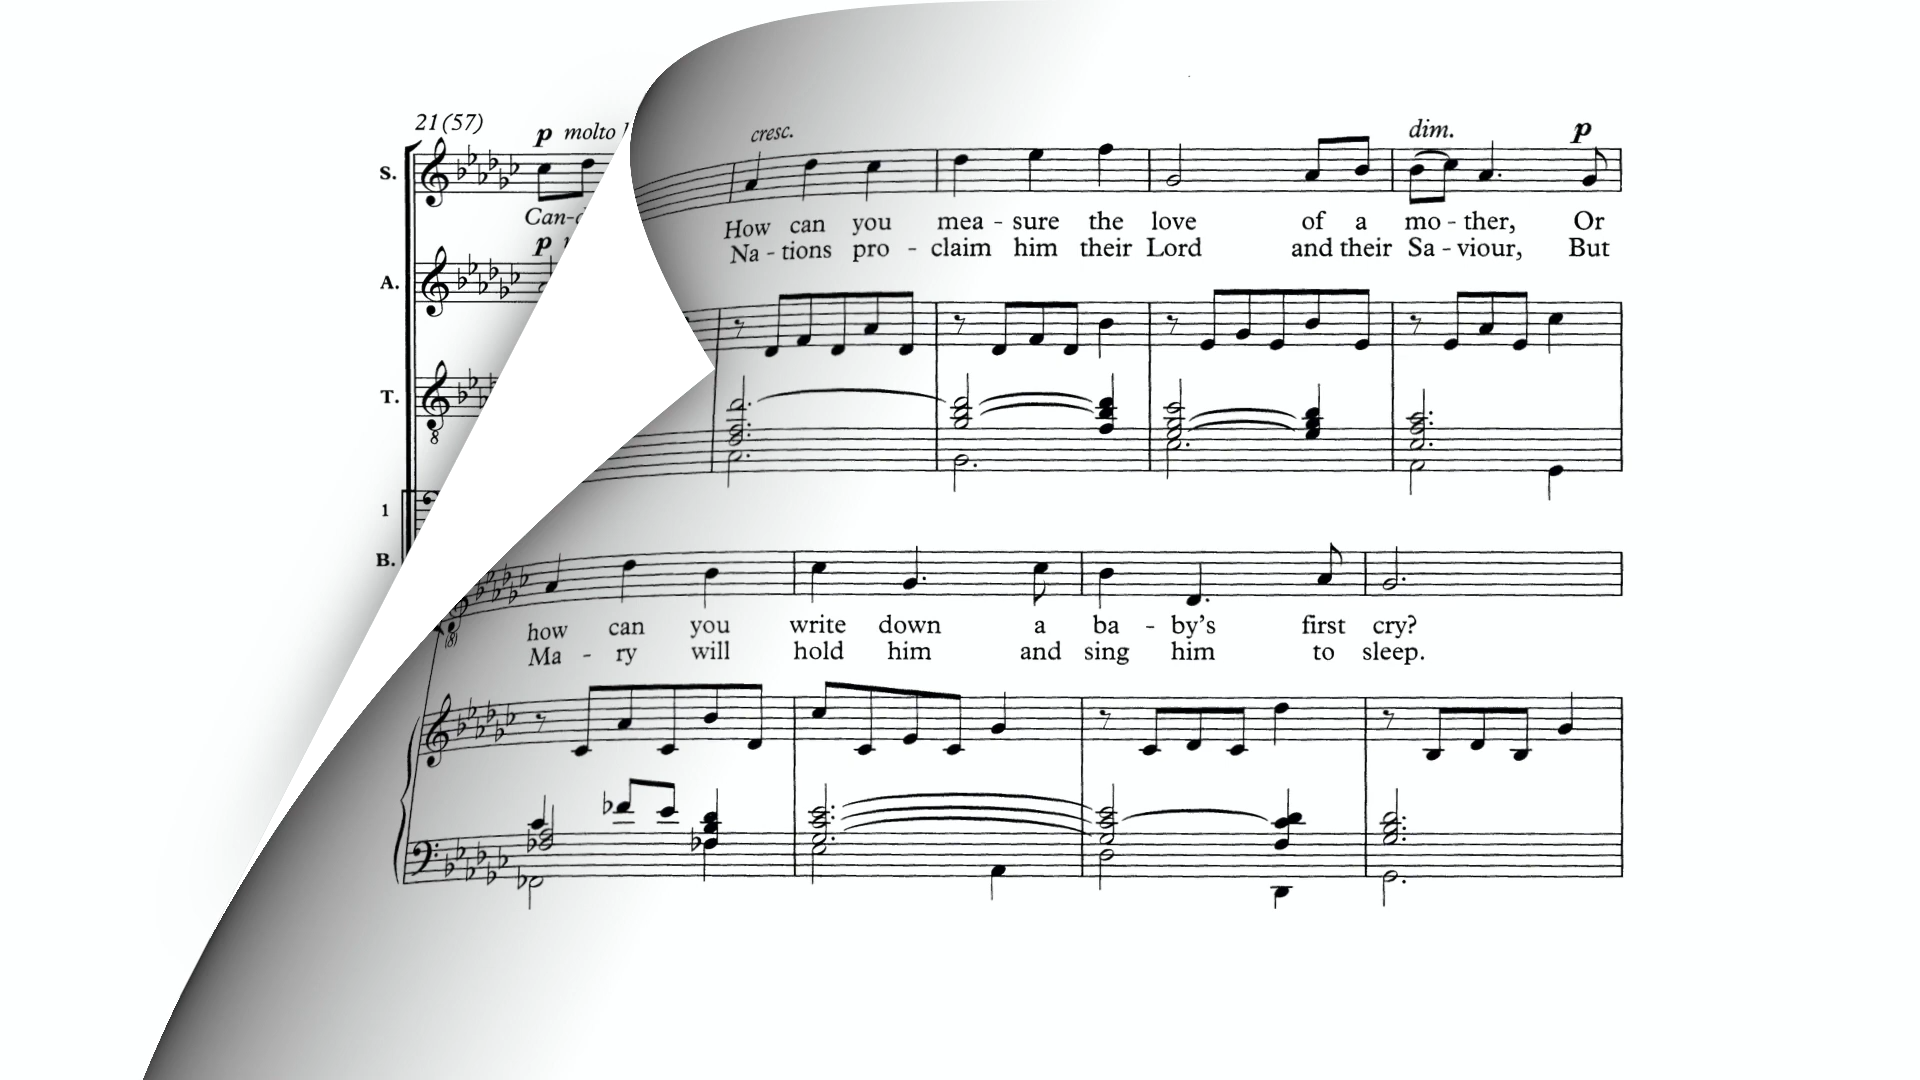 21(57)
p molto
cresc.
dim.
p
S.
How can you mea - sure the love of a mo - ther, Or
Na - tions pro - claim him their Lord and their Sa - viour, But
p
A.
T.
8
1
B.
(8)
how can you write down a ba - by's first cry?
Ma - ry will hold him and sing him to sleep.